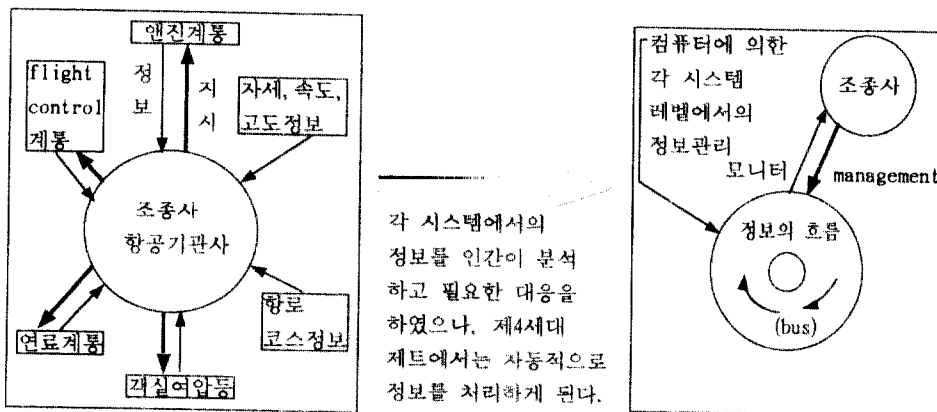 앤진계통
정보
지시
flight
control
계통
자세, 속도,
고도정보
조종사
항공기관사
항로
코스정보
연료계통
객실여압등
각 시스템에서의
정보를 인간이 분석
하고 필요한 대응을
하였으나, 제4세대
제트에서는 자동적으로
정보를 처리하게 된다.
컴퓨터에 의한
각 시스템
레벨에서의
정보관리
조종사
모니터
management
정보의 흐름
(bus)